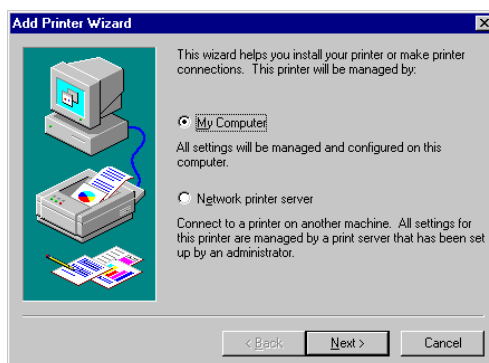 Add Printer Wizard
This wizard helps you install your printer or make printer
connections. This printer will be managed by:
My Computer
All settings will be managed and configured on this
computer.
Network printer server
Connect to a printer on another machine. All settings for
this printer are managed by a print server that has been set
up by an administrator.
< Back
Next >
Cancel